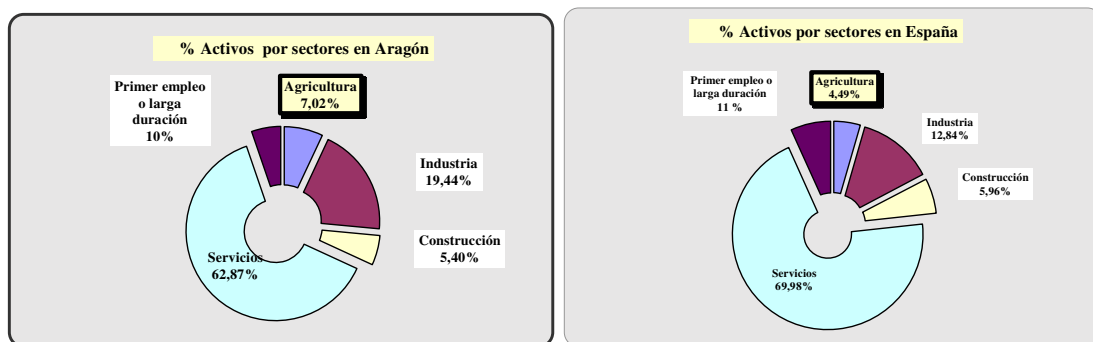 % Activos  por sectores en Aragón
Primer empleo
o larga
duración
10%
Agricultura
7,02%
Industria
19,44%
Construcción
5,40%
Servicios
62,87%
% Activos por sectores en España
Primer empleo o
larga duración
11 %
Agricultura
4,49%
Industria
12,84%
Construcción
5,96%
Servicios
69,98%